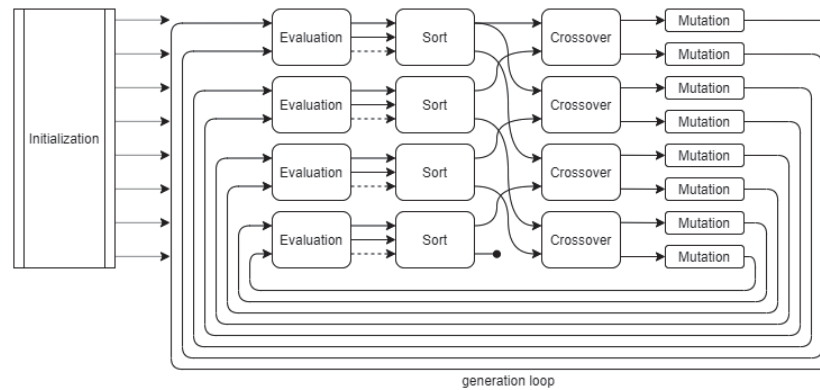 Initialization
Evaluation Sort Crossover Mutation
Mutation
Evaluation Sort Crossover Mutation
Mutation
Evaluation Sort Crossover Mutation
Mutation
Evaluation Sort Crossover Mutation
Mutation
generation loop